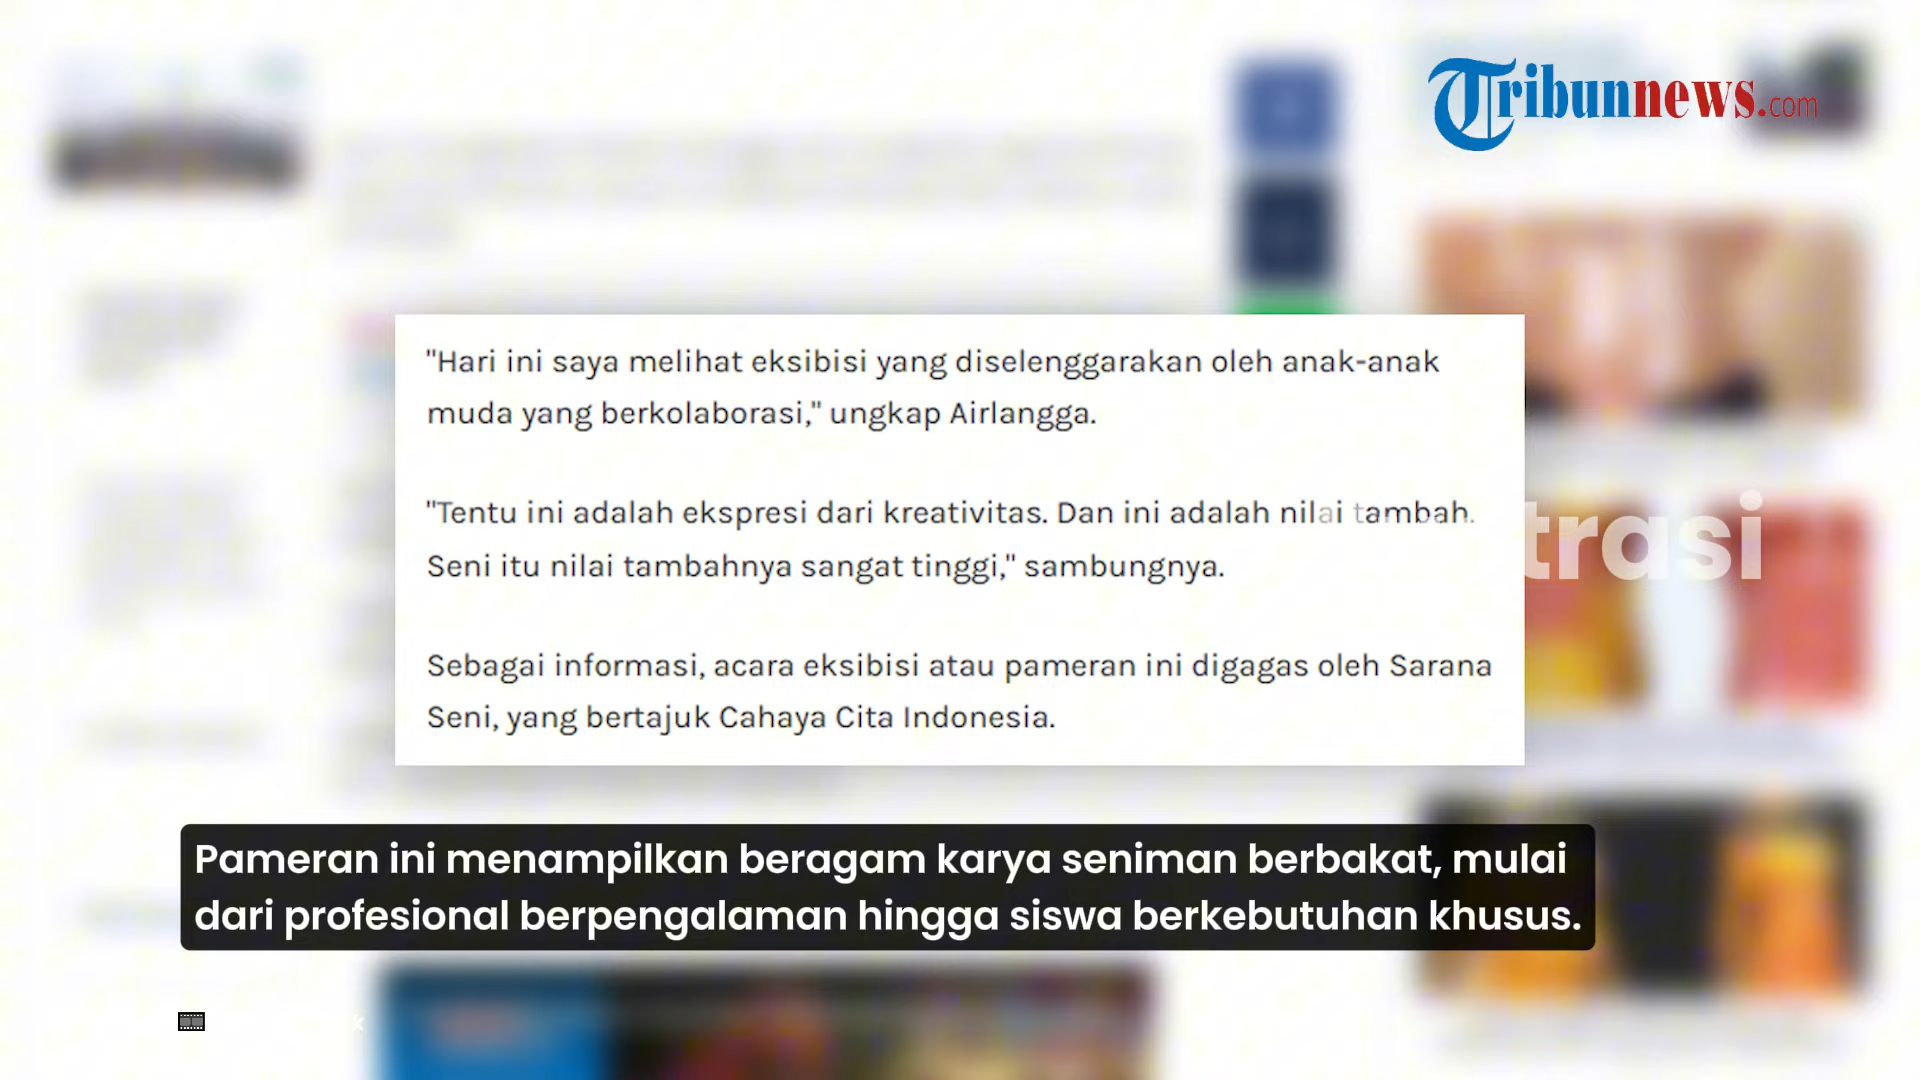 Tribunnews.com
"Hari ini saya melihat eksibisi yang diselenggarakan oleh anak-anak
muda yang berkolaborasi," ungkap Airlangga.
"Tentu ini adalah ekspresi dari kreativitas. Dan ini adalah nilai tambah.
Seni itu nilai tambahnya sangat tinggi," sambungnya.
trasi
Sebagai informasi, acara eksibisi atau pameran ini digagas oleh Sarana
Seni, yang bertajuk Cahaya Cita Indonesia.
Pameran ini menampilkan beragam karya seniman berbakat, mulai
dari profesional berpengalaman hingga siswa berkebutuhan khusus.